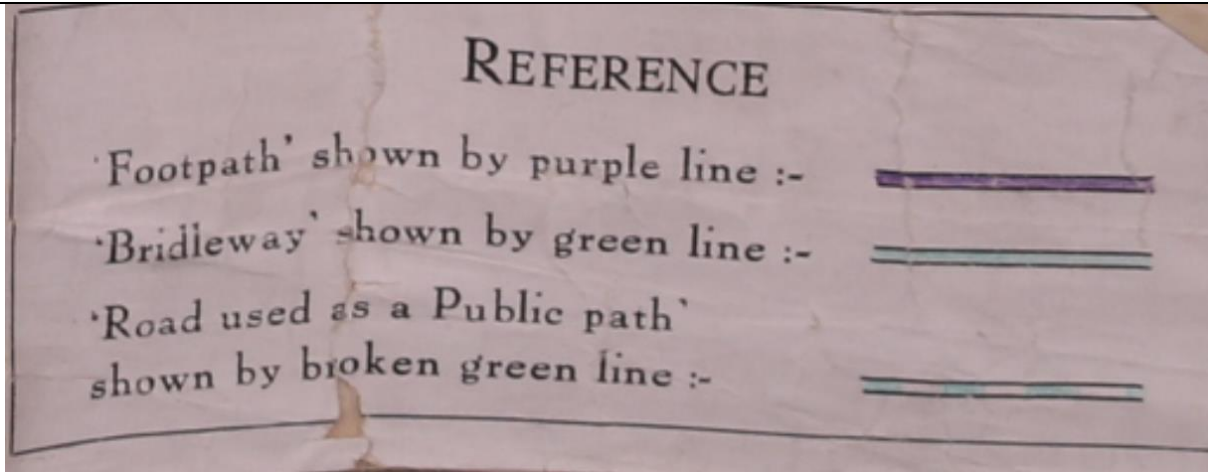 REFERENCE
'Footpath' shown by purple line :-
'Bridleway' shown by green line :-
'Road used as a Public path'
shown by broken green line :-